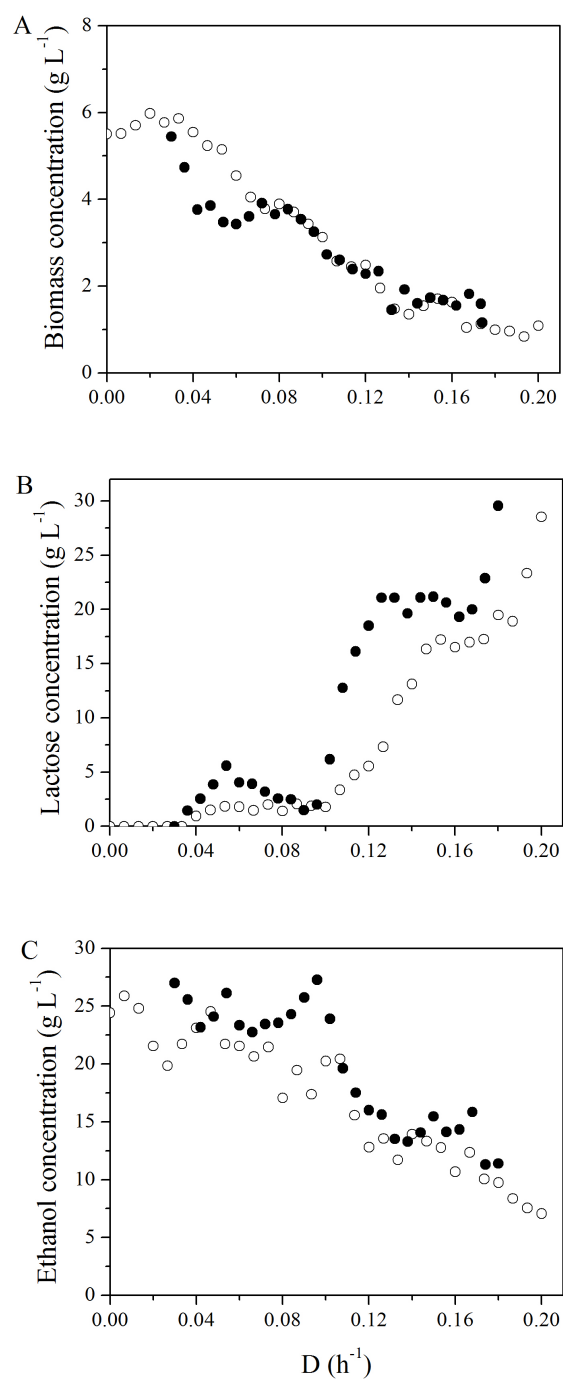 A
Biomass concentration (g L⁻¹)
8
6
4
2
0
0.00 0.04 0.08 0.12 0.16 0.20
B
Lactose concentration (g L⁻¹)
30
25
20
15
10
5
0
0.00 0.04 0.08 0.12 0.16 0.20
C
Ethanol concentration (g L⁻¹)
30
25
20
15
10
5
0
0.00 0.04 0.08 0.12 0.16 0.20
D (h⁻¹)